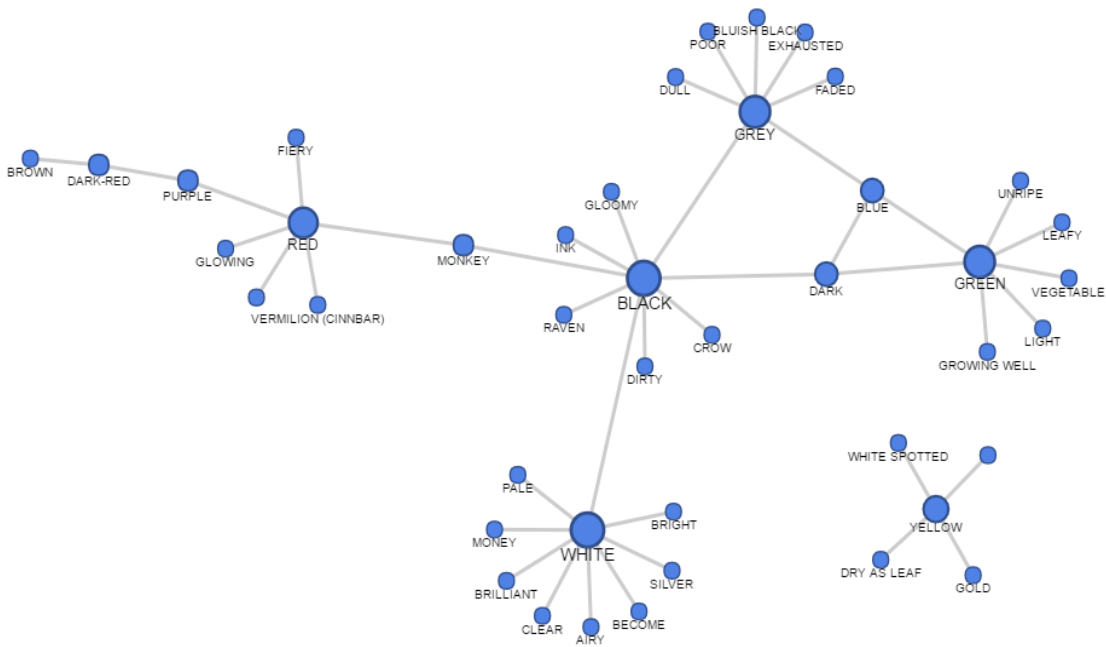 BLUISH BLACK
POOR
EXHAUSTED
DULL
FADED
GREY
FIERY
BROWN
DARK-RED
PURPLE
GLOOMY
UNRIPE
BLUE
LEAFY
INK
RED
GLOWING
MONKEY
GREEN
DARK
VEGETABLE
BLACK
VERMILION (CINNBAR)
RAVEN
LIGHT
CROW
GROWING WELL
DIRTY
WHITE SPOTTED
PALE
BRIGHT
YELLOW
MONEY
WHITE
DRY AS LEAF
SILVER
GOLD
BRILLIANT
BECOME
CLEAR
AIRY